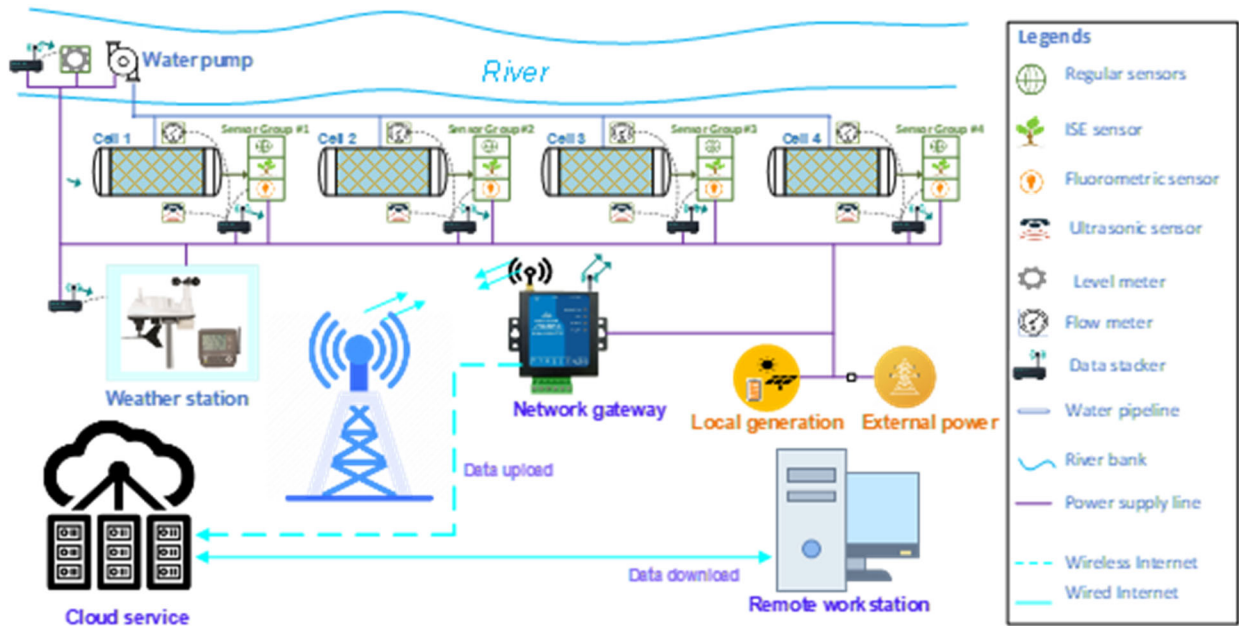 Legends
Water pump
River
Regular sensors
Cell 1
Sensor Group #1
Cell 2
Sensor Group #2
Cell 3
Sensor Group #3
Cell 4
Sensor Group #4
ISE sensor
Fluorometric sensor
Ultrasonic sensor
Level meter
Flow meter
Data stacker
Water pipeline
River bank
Power supply line
Wireless Internet
Wired Internet
Weather station
Network gateway
Local generation
External power
Data upload
Data download
Cloud service
Remote workstation